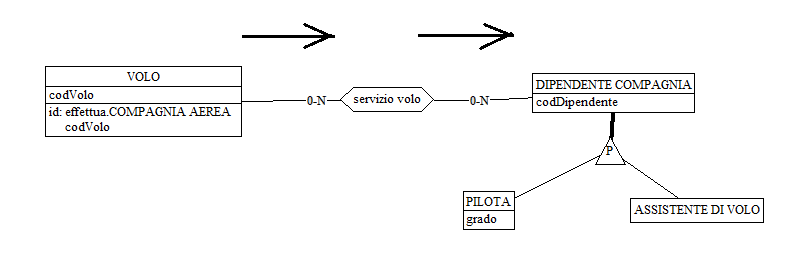 VOLO
codVolo
id: effettua.COMPAGNIA AEREA
codVolo
0-N
servizio volo
0-N
DIPENDENTE COMPAGNIA
codDipendente
P
PILOTA
grado
ASSISTENTE DI VOLO